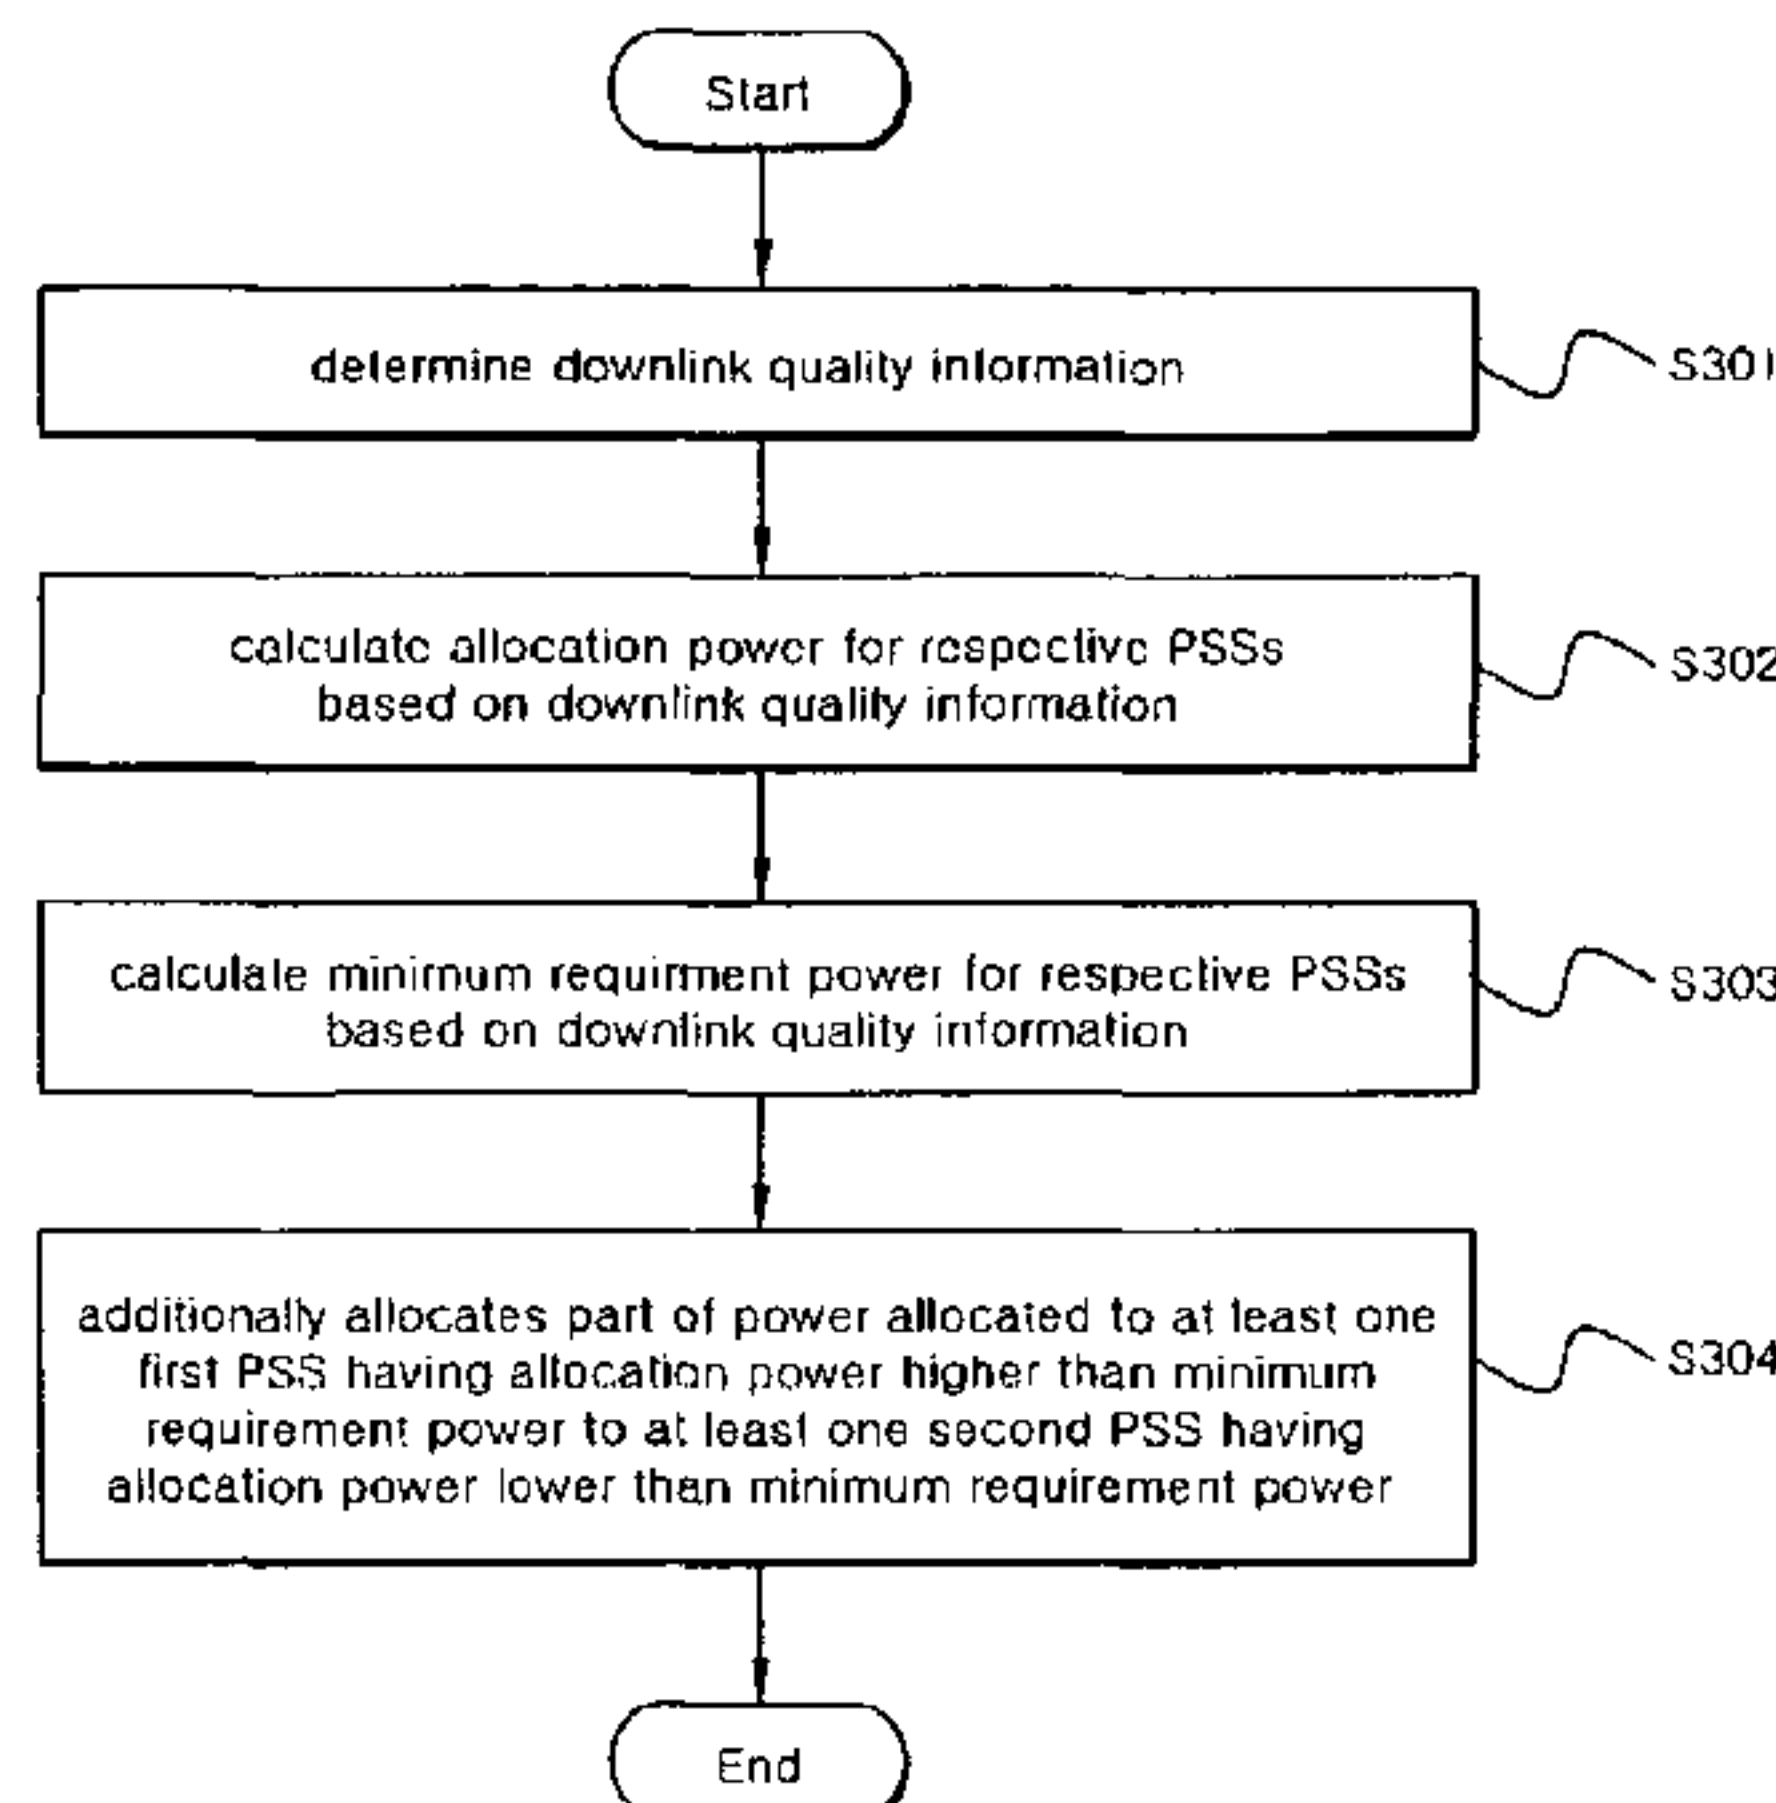 Start
determine downlink quality information
S301
calculate allocation power for respective PSSs
based on downlink quality information
S302
calculate minimum requirment power for respective PSSs
based on downlink quality information
S303
additionally allocates part of power allocated to at least one
first PSS having allocation power higher than minimum
requirement power to at least one second PSS having
allocation power lower than minimum requirement power
S304
End